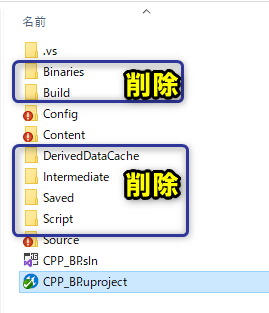 名前
.vs
Binaries
Build
削除
Config
Content
DerivedDataCache
Intermediate
削除
Saved
Script
Source
CPP_BP.sln
CPP_BP.uproject